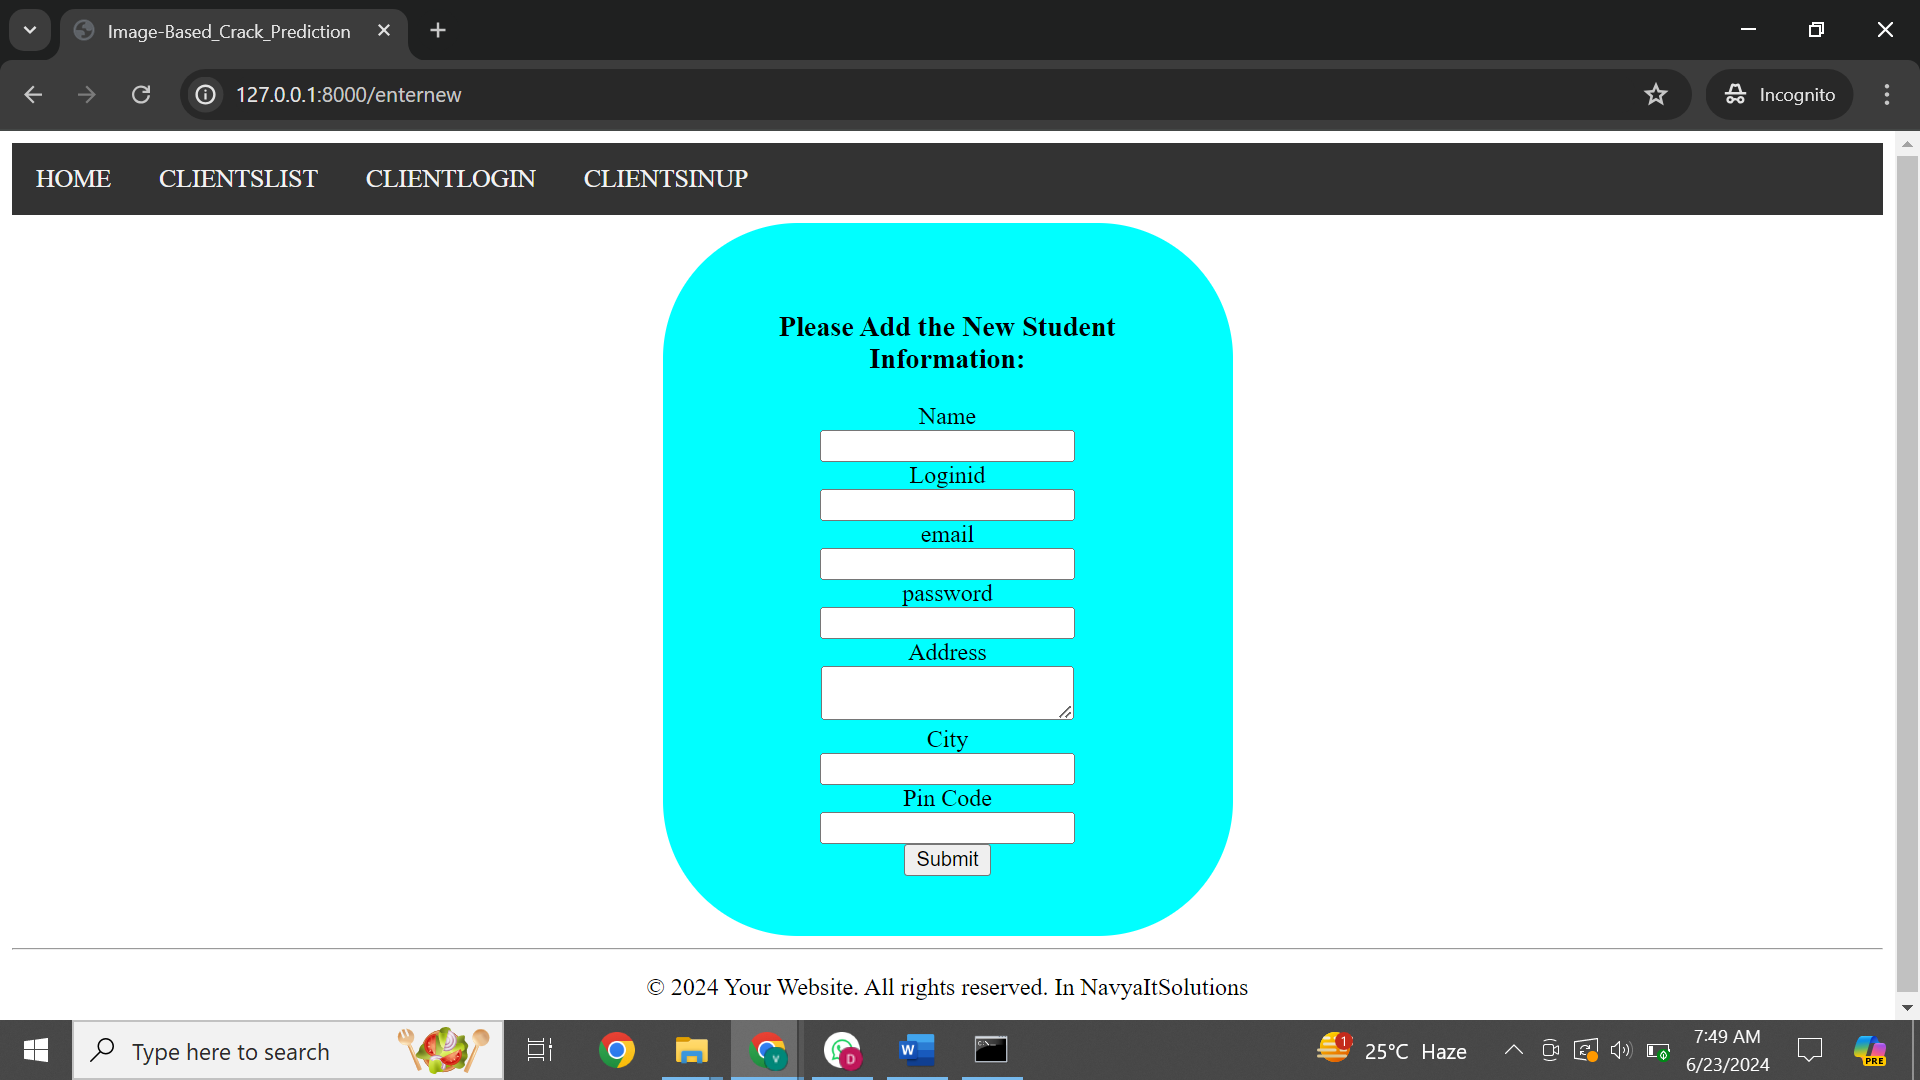 Image-Based_Crack_Prediction
127.0.0.1:8000/enternew
Incognito
HOME CLIENTSLIST CLIENTLOGIN CLIENTSINUP
Please Add the New Student
Information:
Name
Loginid
email
password
Address
City
Pin Code
Submit
© 2024 Your Website. All rights reserved. In NavyaItSolutions
Type here to search
V
D
W
C:\
1
25°C Haze
7:49 AM
6/23/2024
PRE